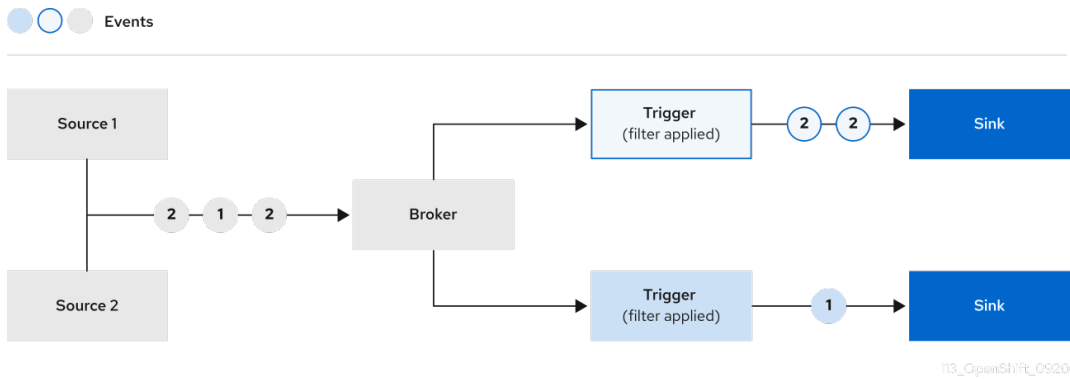 Events
Source 1
Trigger
(filter applied)
2 2
Sink
2 1 2
Broker
Source 2
Trigger
(filter applied)
1
Sink
113_OpenShift_0920